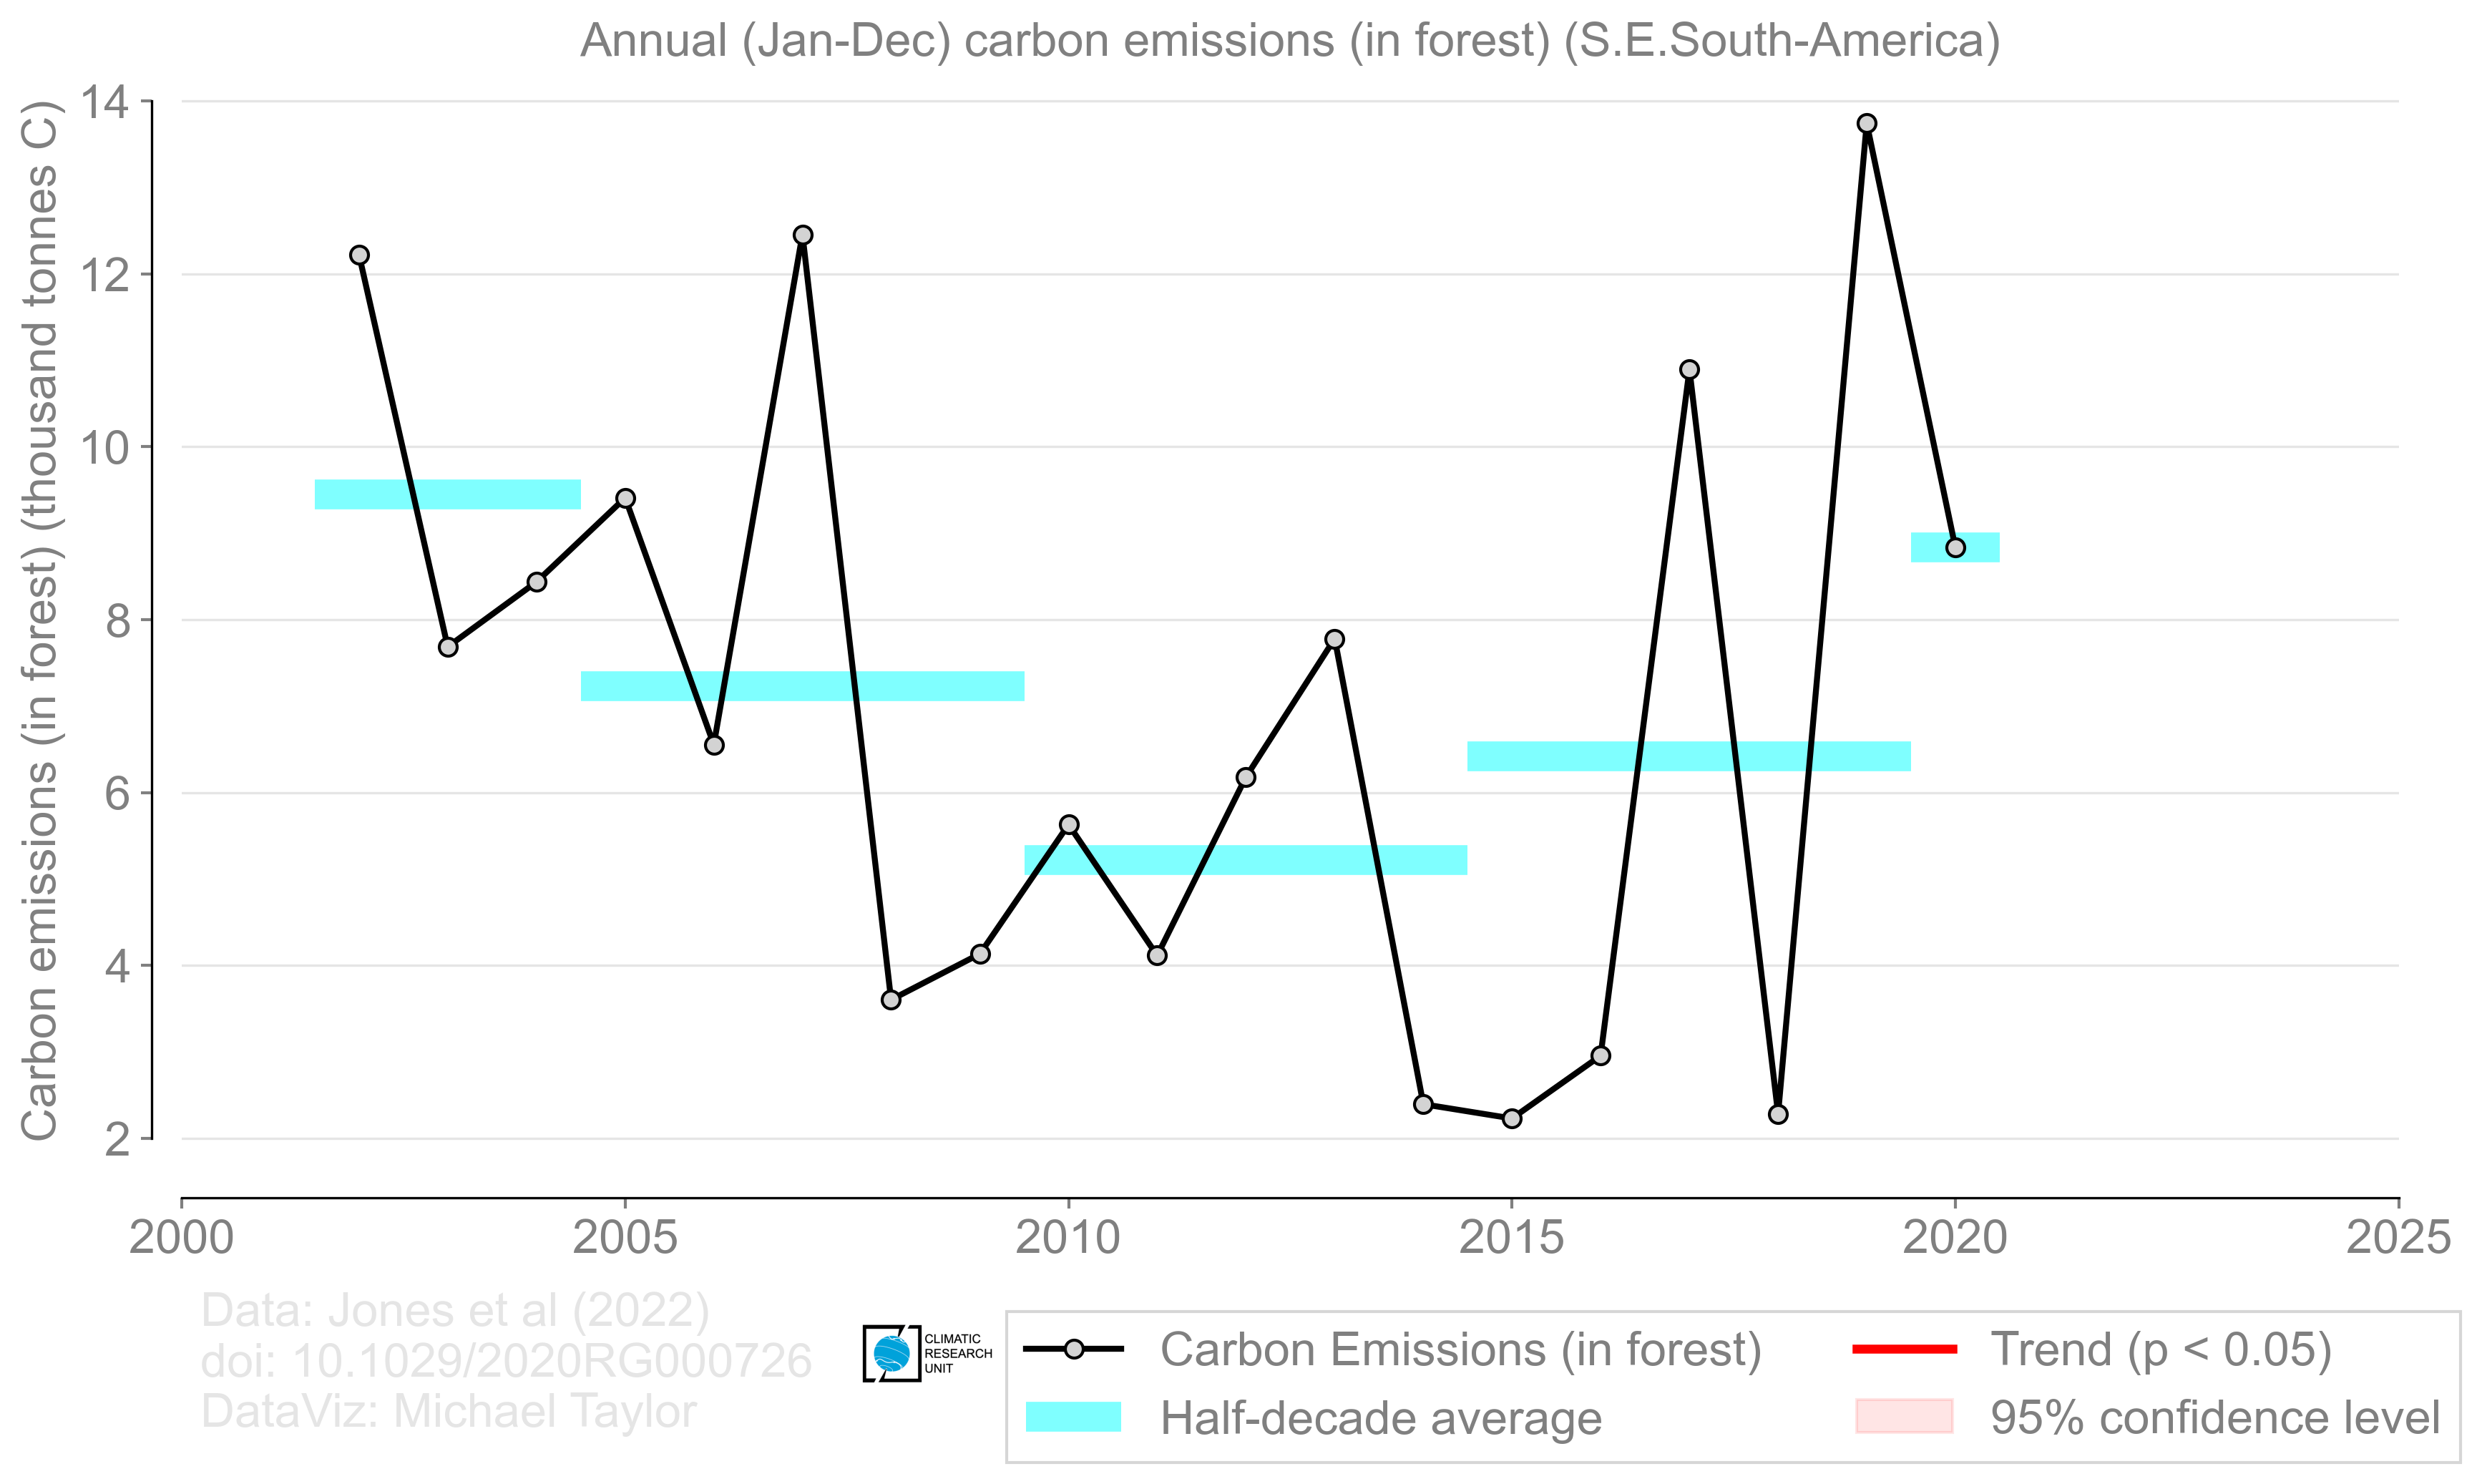 Annual (Jan-Dec) carbon emissions (in forest) (S.E.South-America)
Carbon emissions (in forest) (thousand tonnes C)
14
12
10
8
6
4
2
2000
2005
2010
2015
2020
2025
Data: Jones et al (2022)
doi: 10.1029/2020RG000726
DataViz: Michael Taylor
CLIMATIC
RESEARCH
UNIT
Carbon Emissions (in forest)
Half-decade average
Trend (p < 0.05)
95% confidence level